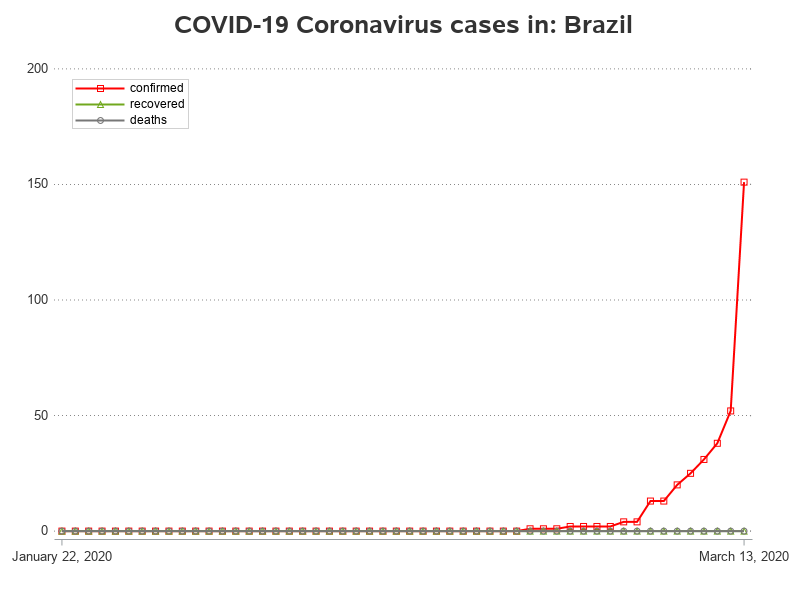 COVID-19 Coronavirus cases in: Brazil
200
confirmed
recovered
deaths
150
100
50
0
January 22, 2020
March 13, 2020